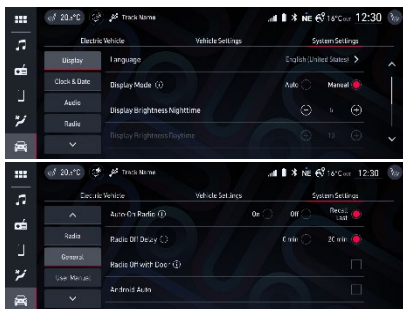 20.5°C Track Name NE 16°C OUT 12:30
Electric Vehicle Vehicle Settings System Settings
Display Language English (United States)
Clock & Date Display Mode Auto Manual
Audio Display Brightness Nighttime
Radio Display Brightness Daytime 10
20.5°C Track Name NE 16°C OUT 12:30
Electric Vehicle Vehicle Settings System Settings
Auto-On Radio On Off Recall Last
Radio Radio Off Delay 0 min 20 min
General Radio Off with Door
User Manual Android Auto